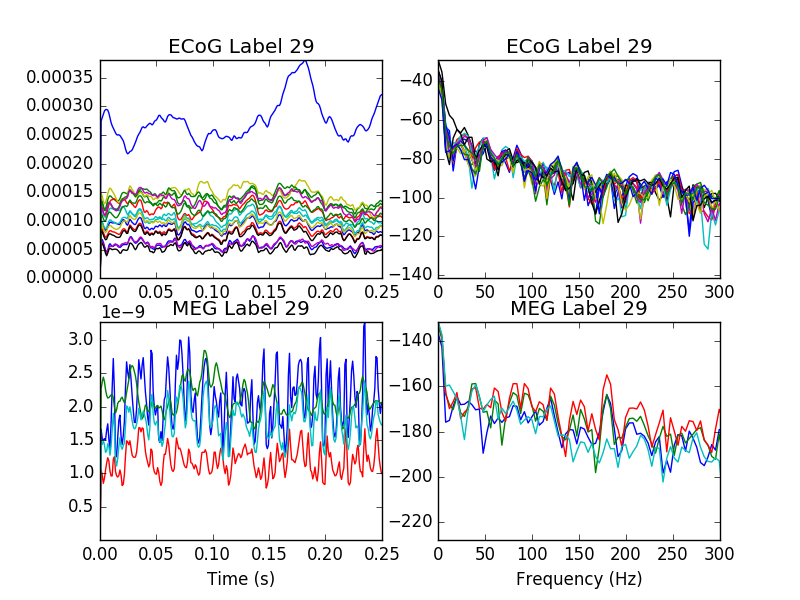 ECoG Label 29
0.00035
0.00030
0.00025
0.00020
0.00015
0.00010
0.00005
0.00000
0.00 0.05 0.10 0.15 0.20 0.25
ECoG Label 29
−40
−60
−80
−100
−120
−140
0 50 100 150 200 250 300
MEG Label 29
1e−9
3.0
2.5
2.0
1.5
1.0
0.5
0.00 0.05 0.10 0.15 0.20 0.25
Time (s)
MEG Label 29
−160
−180
−200
−220
0 50 100 150 200 250 300
Frequency (Hz)